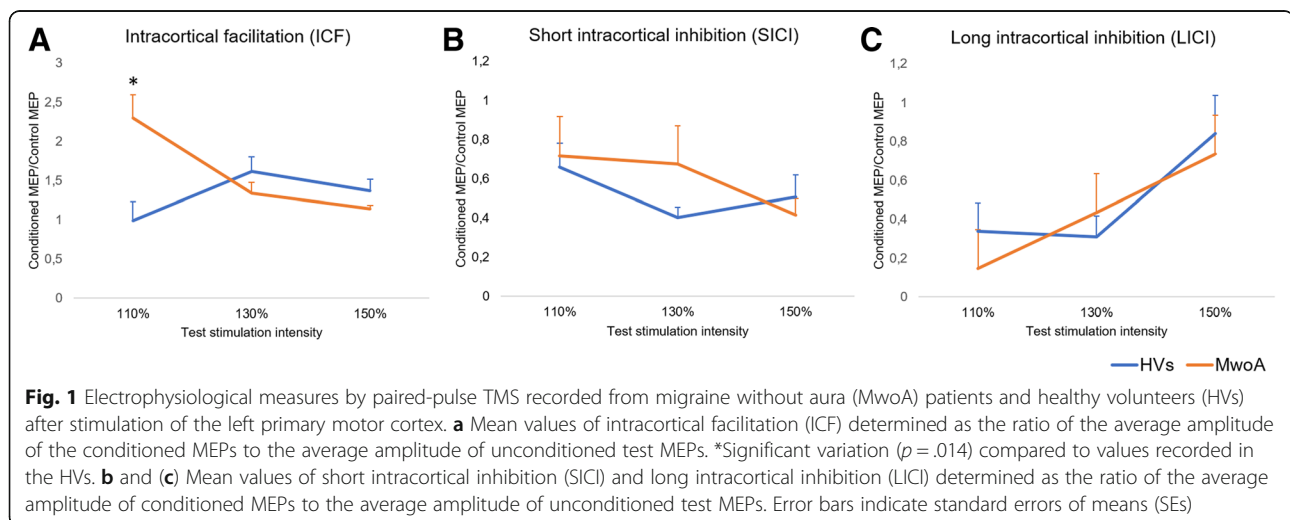 A
Intracortical facilitation (ICF)
Conditioned MEP/Control MEP
3
2,5
2
1,5
1
0,5
0
*
110%
130%
150%
Test stimulation intensity
B
Short intracortical inhibition (SICI)
Conditioned MEP/Control MEP
1,2
1
0,8
0,6
0,4
0,2
0
110%
130%
150%
Test stimulation intensity
C
Long intracortical inhibition (LICI)
Conditioned MEP/Control MEP
1,2
1
0,8
0,6
0,4
0,2
0
110%
130%
150%
Test stimulation intensity
HVs
MwoA
Fig. 1 Electrophysiological measures by paired-pulse TMS recorded from migraine without aura (MwoA) patients and healthy volunteers (HVs)
after stimulation of the left primary motor cortex. a Mean values of intracortical facilitation (ICF) determined as the ratio of the average amplitude
of the conditioned MEPs to the average amplitude of unconditioned test MEPs. *Significant variation (p = .014) compared to values recorded in
the HVs. b and (c) Mean values of short intracortical inhibition (SICI) and long intracortical inhibition (LICI) determined as the ratio of the average
amplitude of conditioned MEPs to the average amplitude of unconditioned test MEPs. Error bars indicate standard errors of means (SEs)